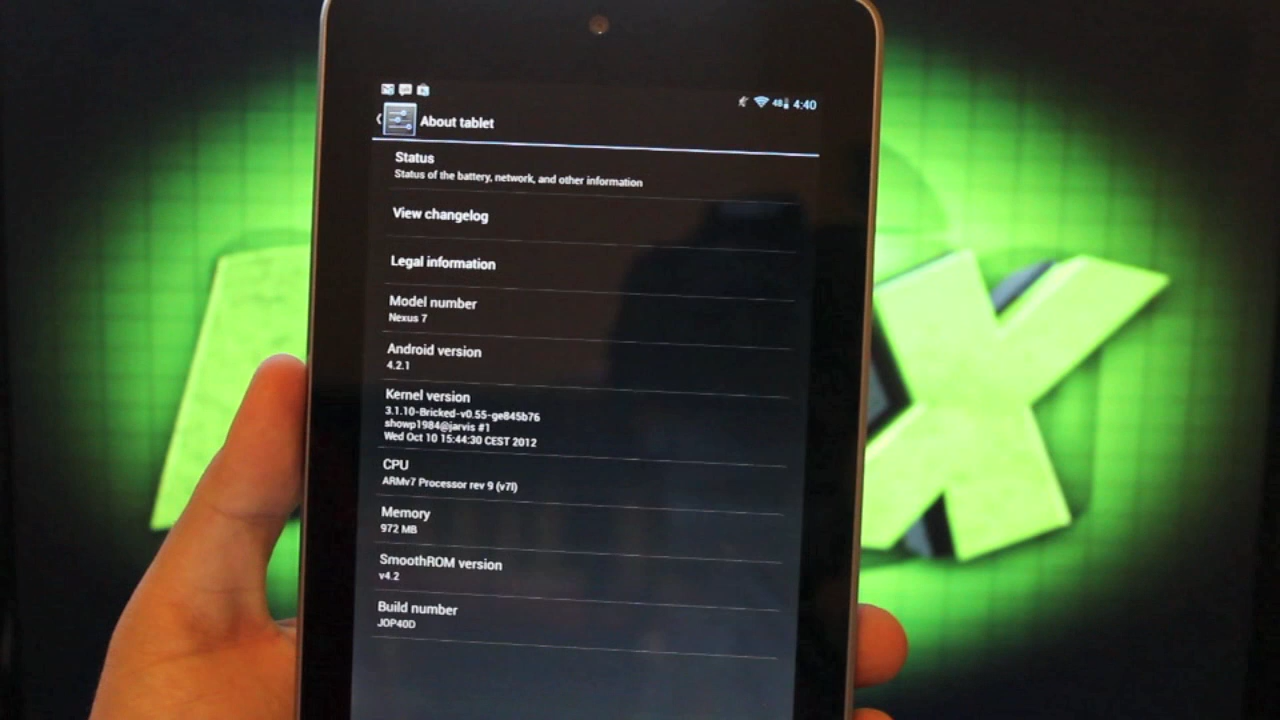 48 4:40
About tablet
Status
Status of the battery, network, and other information
View changelog
Legal information
Model number
Nexus 7
Android version
4.2.1
Kernel version
3.1.10-Bricked-v0.55-ge845b76
showp1984@jarvis #1
Wed Oct 10 15:44:30 CEST 2012
CPU
ARMv7 Processor rev 9 (v7l)
Memory
972 MB
SmoothROM version
v4.2
Build number
JOP40D
X